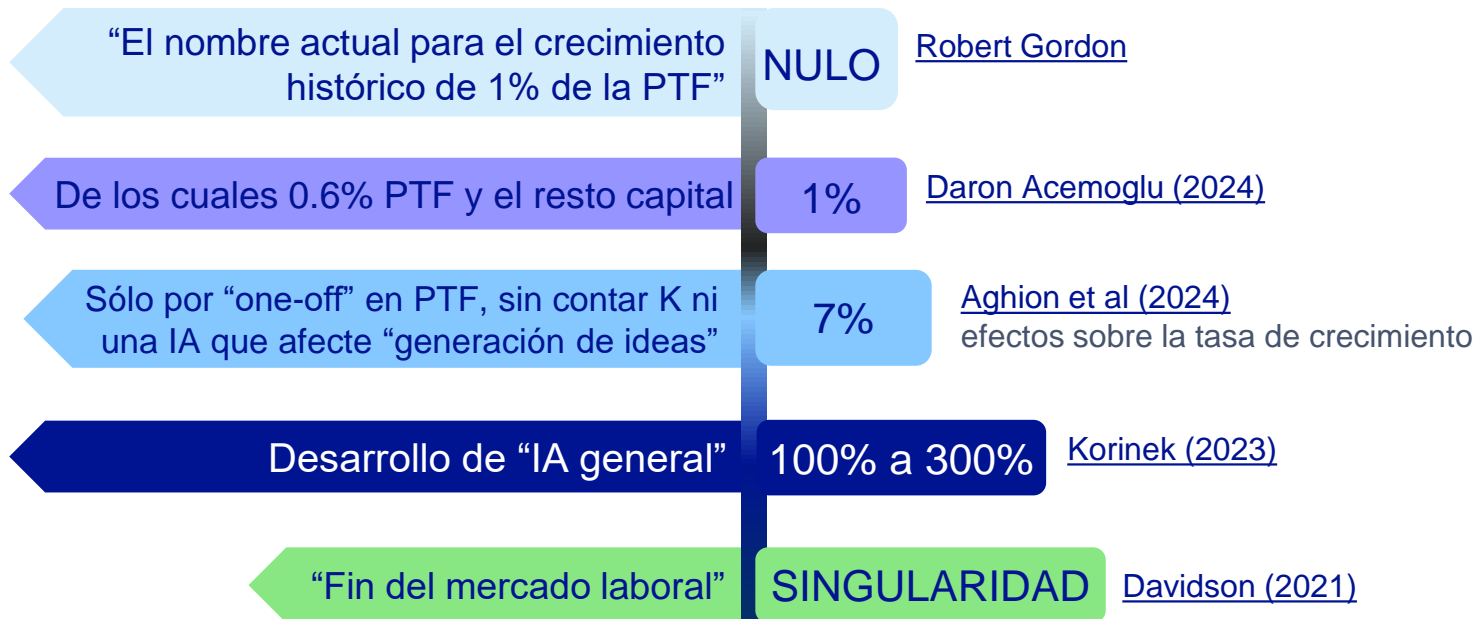 “El nombre actual para el crecimiento
histórico de 1% de la PTF”
NULO
Robert Gordon
De los cuales 0.6% PTF y el resto capital
1%
Daron Acemoglu (2024)
Sólo por “one-off” en PTF, sin contar K ni
una IA que afecte “generación de ideas”
7%
Aghion et al (2024)
efectos sobre la tasa de crecimiento
Desarrollo de “IA general”
100% a 300%
Korinek (2023)
“Fin del mercado laboral”
SINGULARIDAD
Davidson (2021)